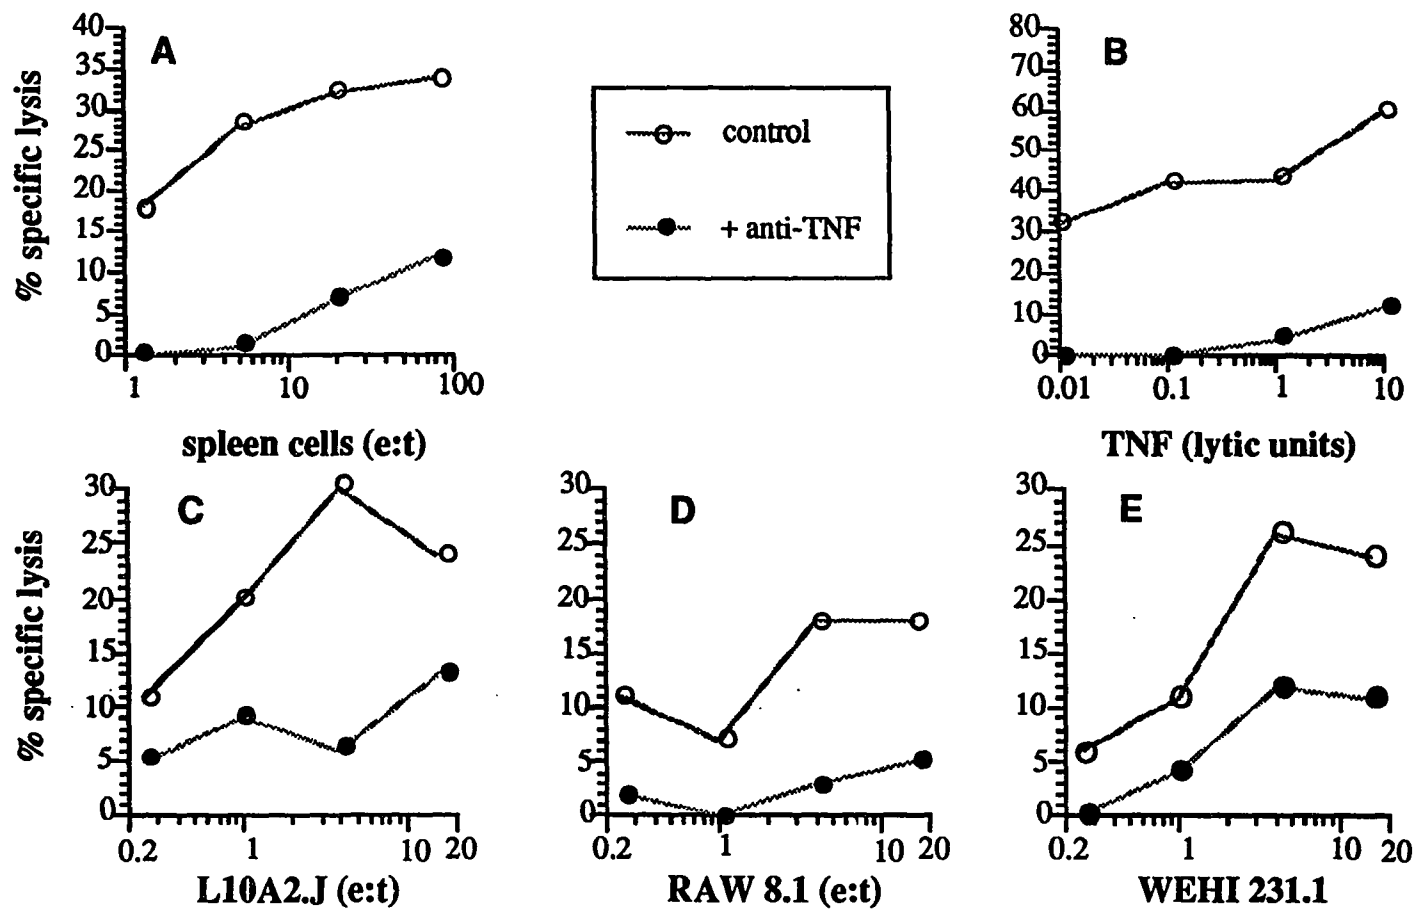 A
% specific lysis
40
35
30
25
20
15
10
5
0
1 10 100
spleen cells (e:t)
control
+ anti-TNF
B
80
70
60
50
40
30
20
10
0
0.01 0.1 1 10
TNF (lytic units)
C
% specific lysis
30
25
20
15
10
5
0
0.2 1 10 20
L10A2.J (e:t)
D
30
25
20
15
10
5
0
0.2 1 10 20
RAW 8.1 (e:t)
E
30
25
20
15
10
5
0
0.2 1 10 20
WEHI 231.1